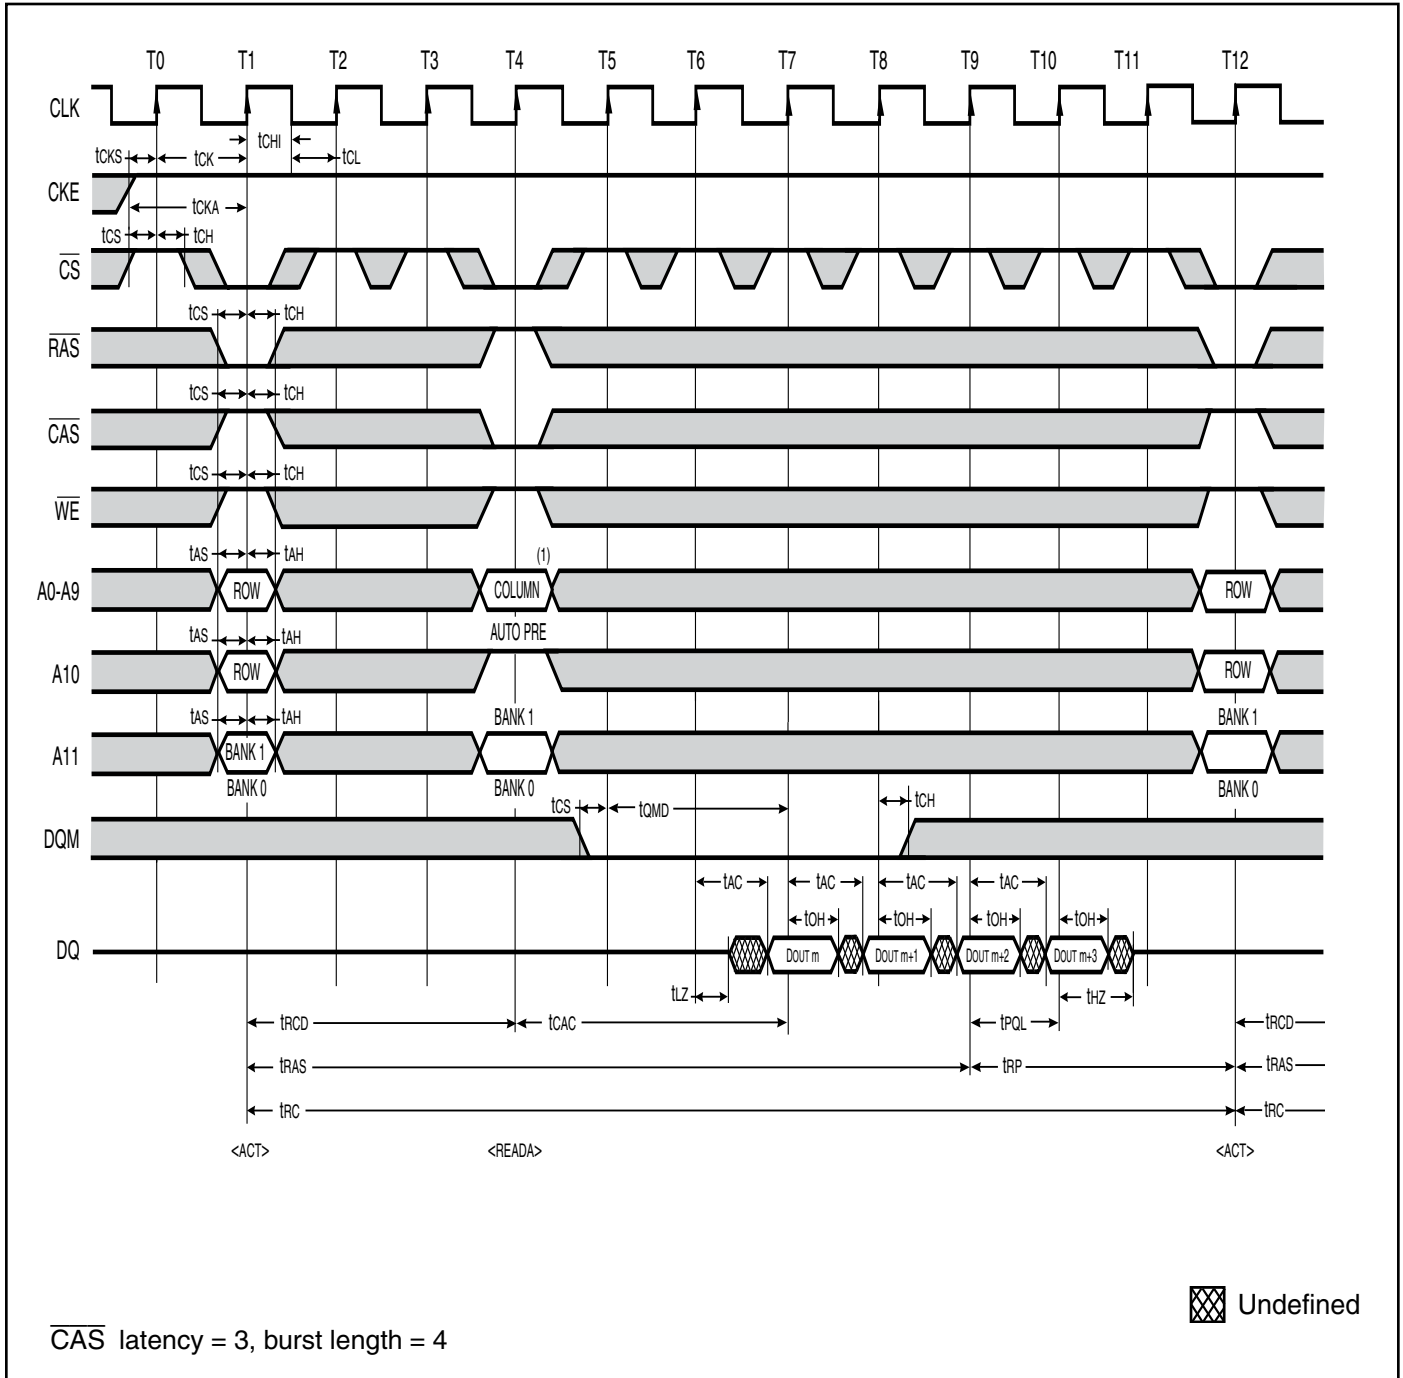 T0 T1 T2 T3 T4 T5 T6 T7 T8 T9 T10 T11 T12
CLK
tCHI
tCKS tCK tCL
CKE
tCKA
tCS tCH
CS
tCS tCH
RAS
tCS tCH
CAS
tCS tCH
WE
tAS tAH (1)
A0-A9 ROW COLUMN ROW
tAS tAH AUTO PRE
A10 ROW ROW
tAS tAH BANK 1 BANK 1
A11 BANK 1
BANK 0 BANK 0 BANK 0
tCS tQMD tCH
DQM
tAC tAC tAC tAC
tOH tOH tOH tOH
DQ DOUT m DOUT m+1 DOUT m+2 DOUT m+3
tLZ tHZ
tRCD tCAC tPQL tRCD
tRAS tRP tRAS
tRC tRC
<ACT> <READA> <ACT>
Undefined
CAS latency = 3, burst length = 4